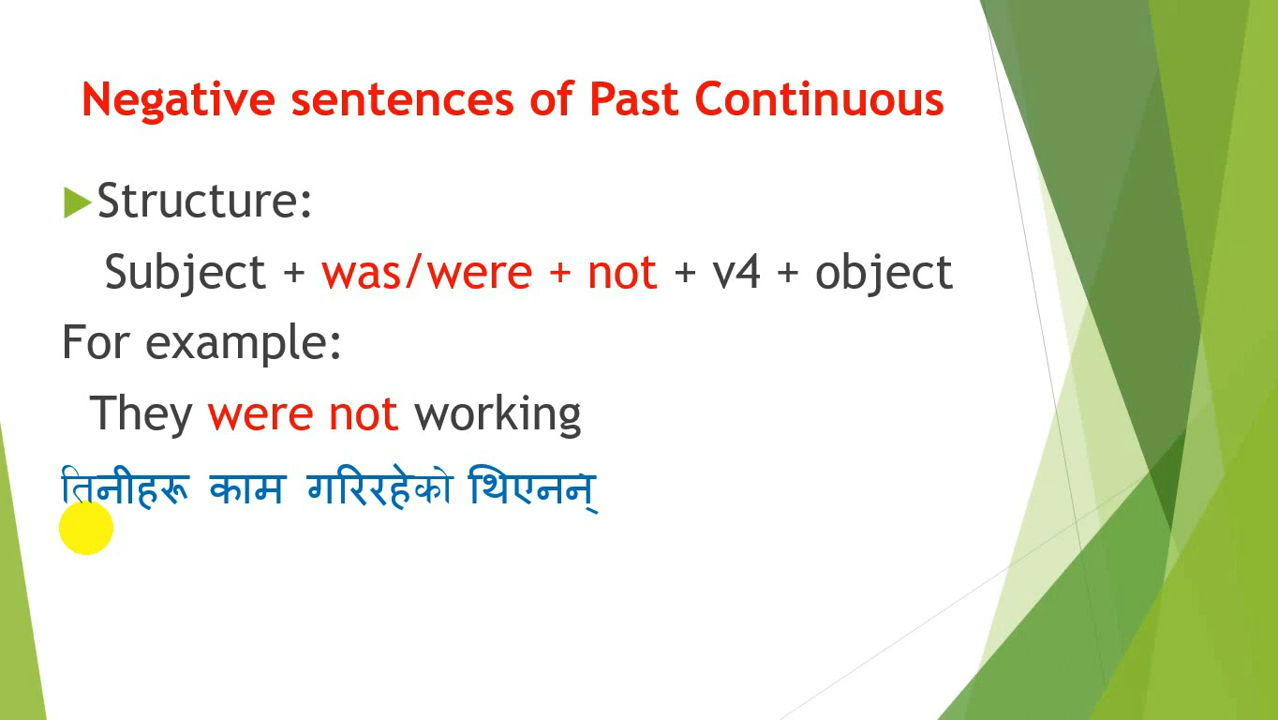 Negative sentences of Past Continuous
Structure:
Subject + was/were + not + v4 + object
For example:
They were not working
तिनीहरू काम गरिरहेको थिएनन्